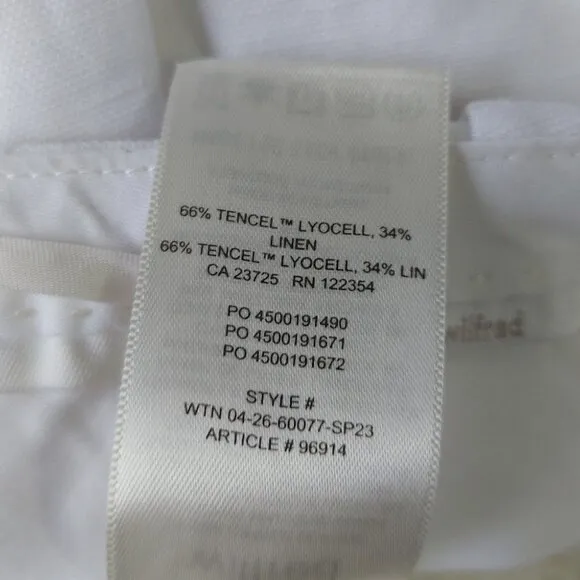 66% TENCEL™ LYOCELL, 34%
LINEN
66% TENCEL™ LYOCELL, 34% LIN
CA 23725 RN 122354
PO 4500191490
PO 4500191671
PO 4500191672
STYLE #
WTN 04-26-60077-SP23
ARTICLE # 96914